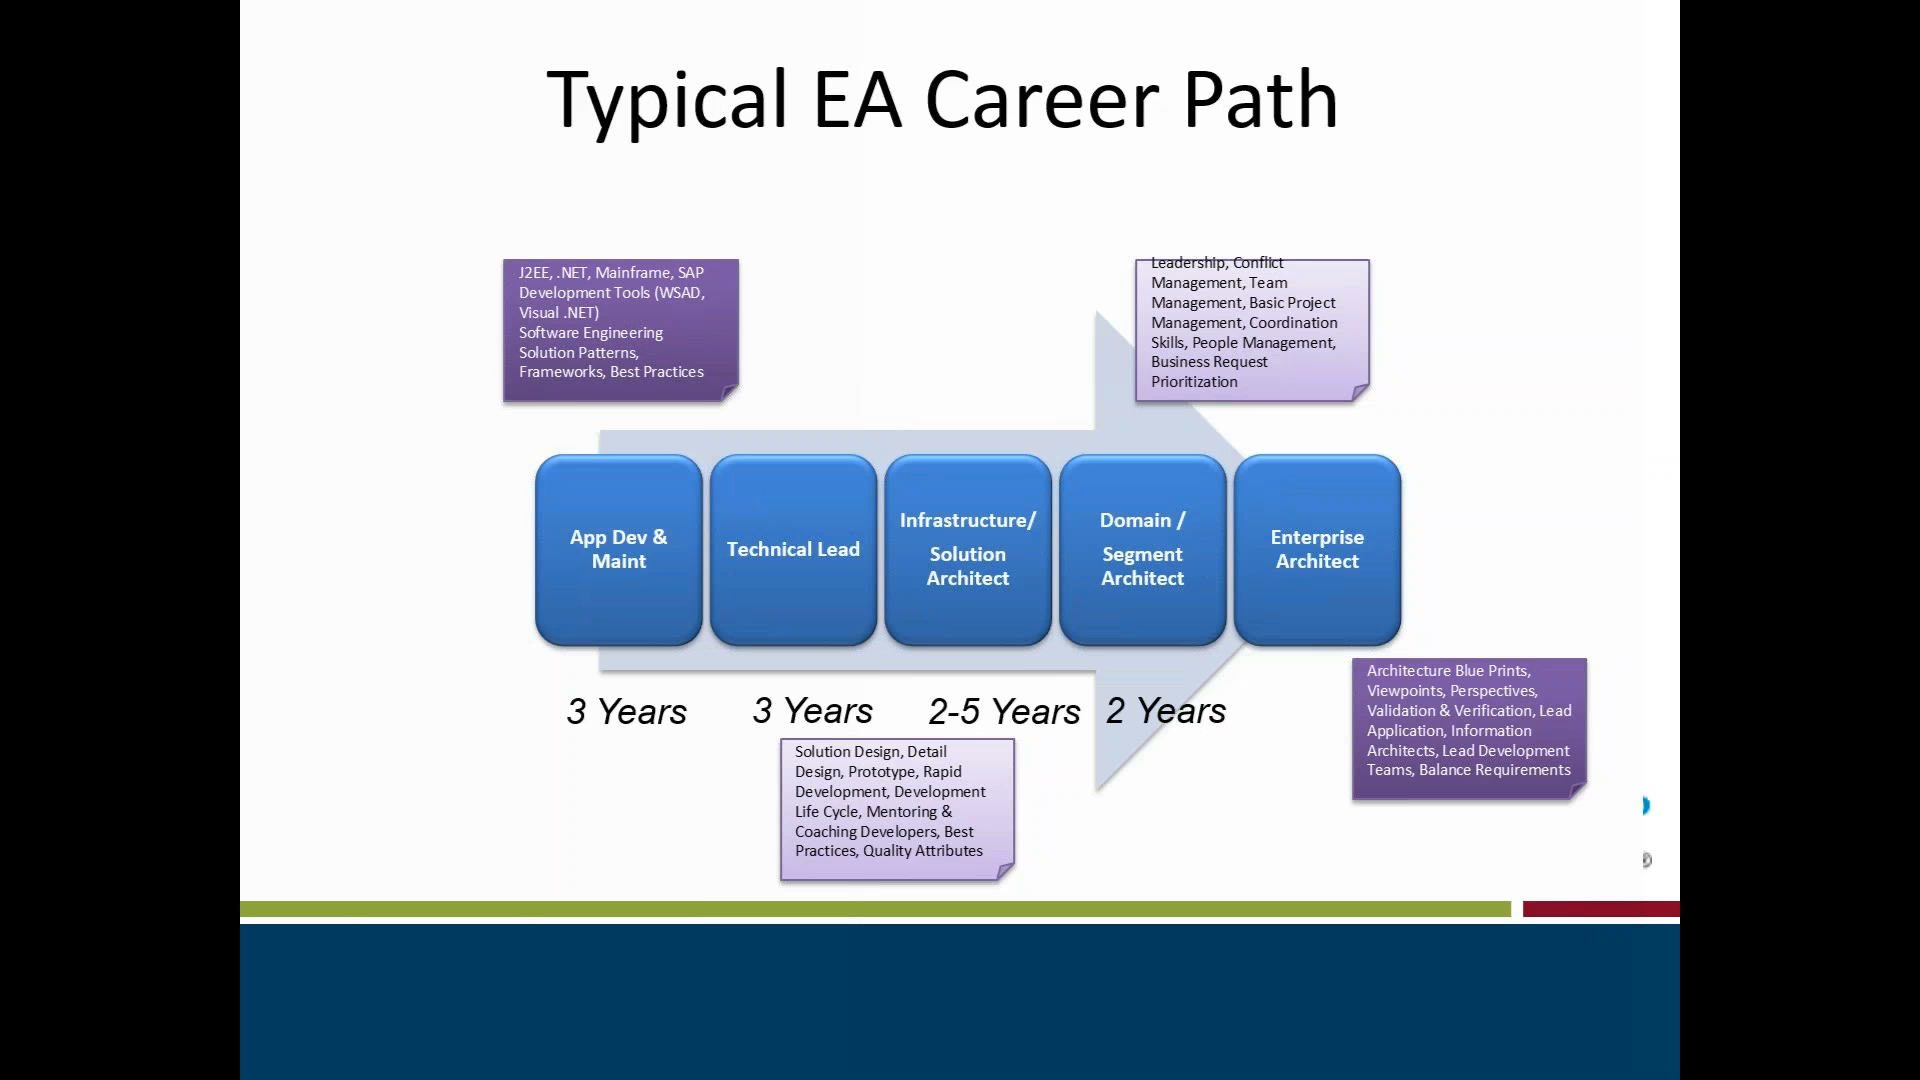 Typical EA Career Path
J2EE, .NET, Mainframe, SAP
Development Tools (WSAD,
Visual .NET)
Software Engineering
Solution Patterns,
Frameworks, Best Practices
Leadership, Conflict
Management, Team
Management, Basic Project
Management, Coordination
Skills, People Management,
Business Request
Prioritization
App Dev &
Maint
Technical Lead
Infrastructure/
Solution
Architect
Domain /
Segment
Architect
Enterprise
Architect
3 Years
3 Years
2-5 Years
2 Years
Architecture Blue Prints,
Viewpoints, Perspectives,
Validation & Verification, Lead
Application, Information
Architects, Lead Development
Teams, Balance Requirements
Solution Design, Detail
Design, Prototype, Rapid
Development, Development
Life Cycle, Mentoring &
Coaching Developers, Best
Practices, Quality Attributes